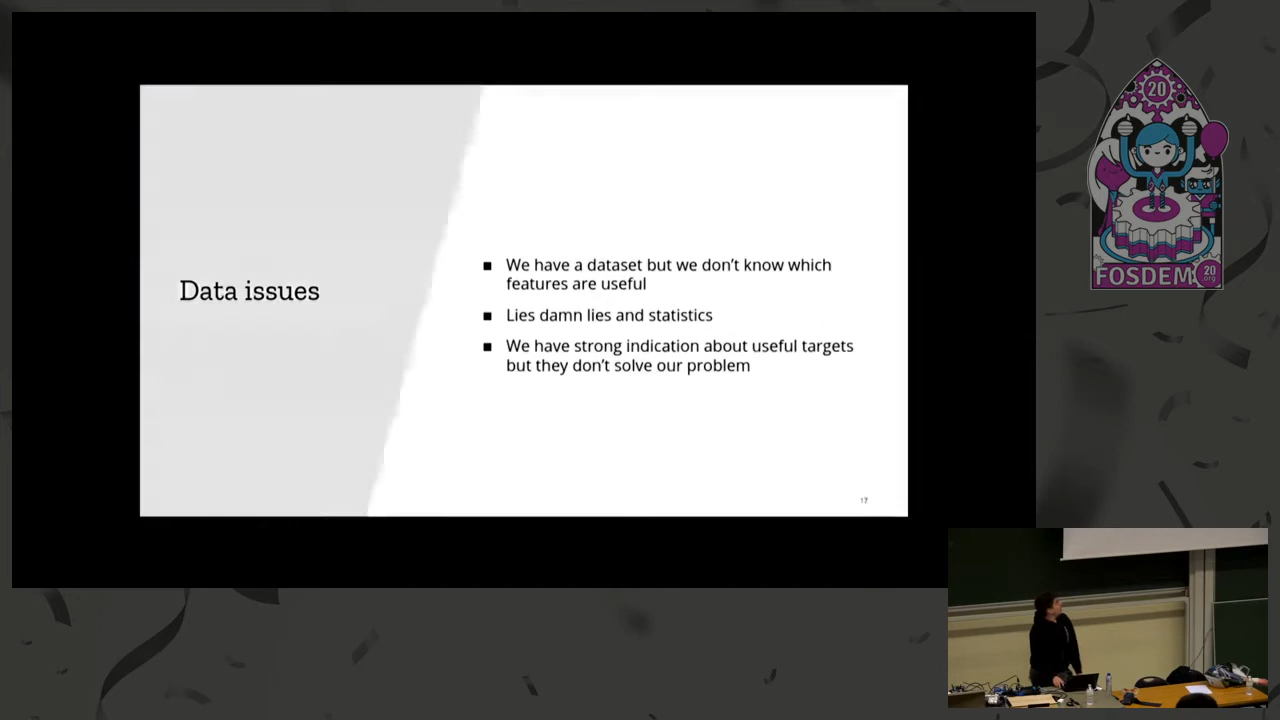 Data issues
■ We have a dataset but we don't know which
features are useful
■ Lies damn lies and statistics
■ We have strong indication about useful targets
but they don't solve our problem
17
20
FOSDEM
20
.org